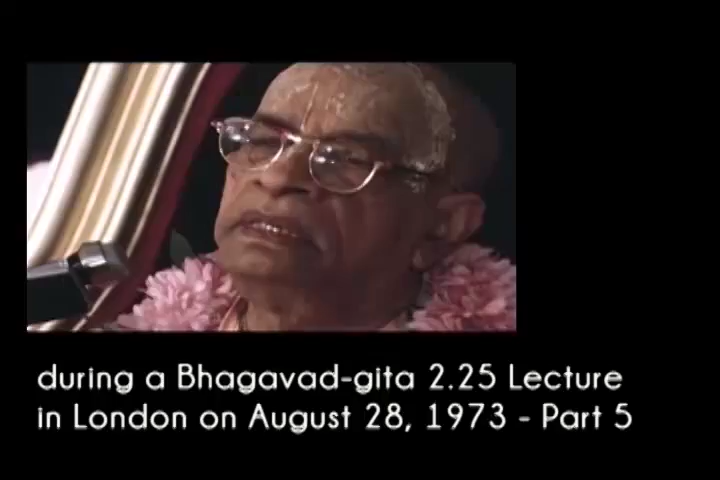 during a Bhagavad-gita 2.25 Lecture
in London on August 28, 1973 - Part 5